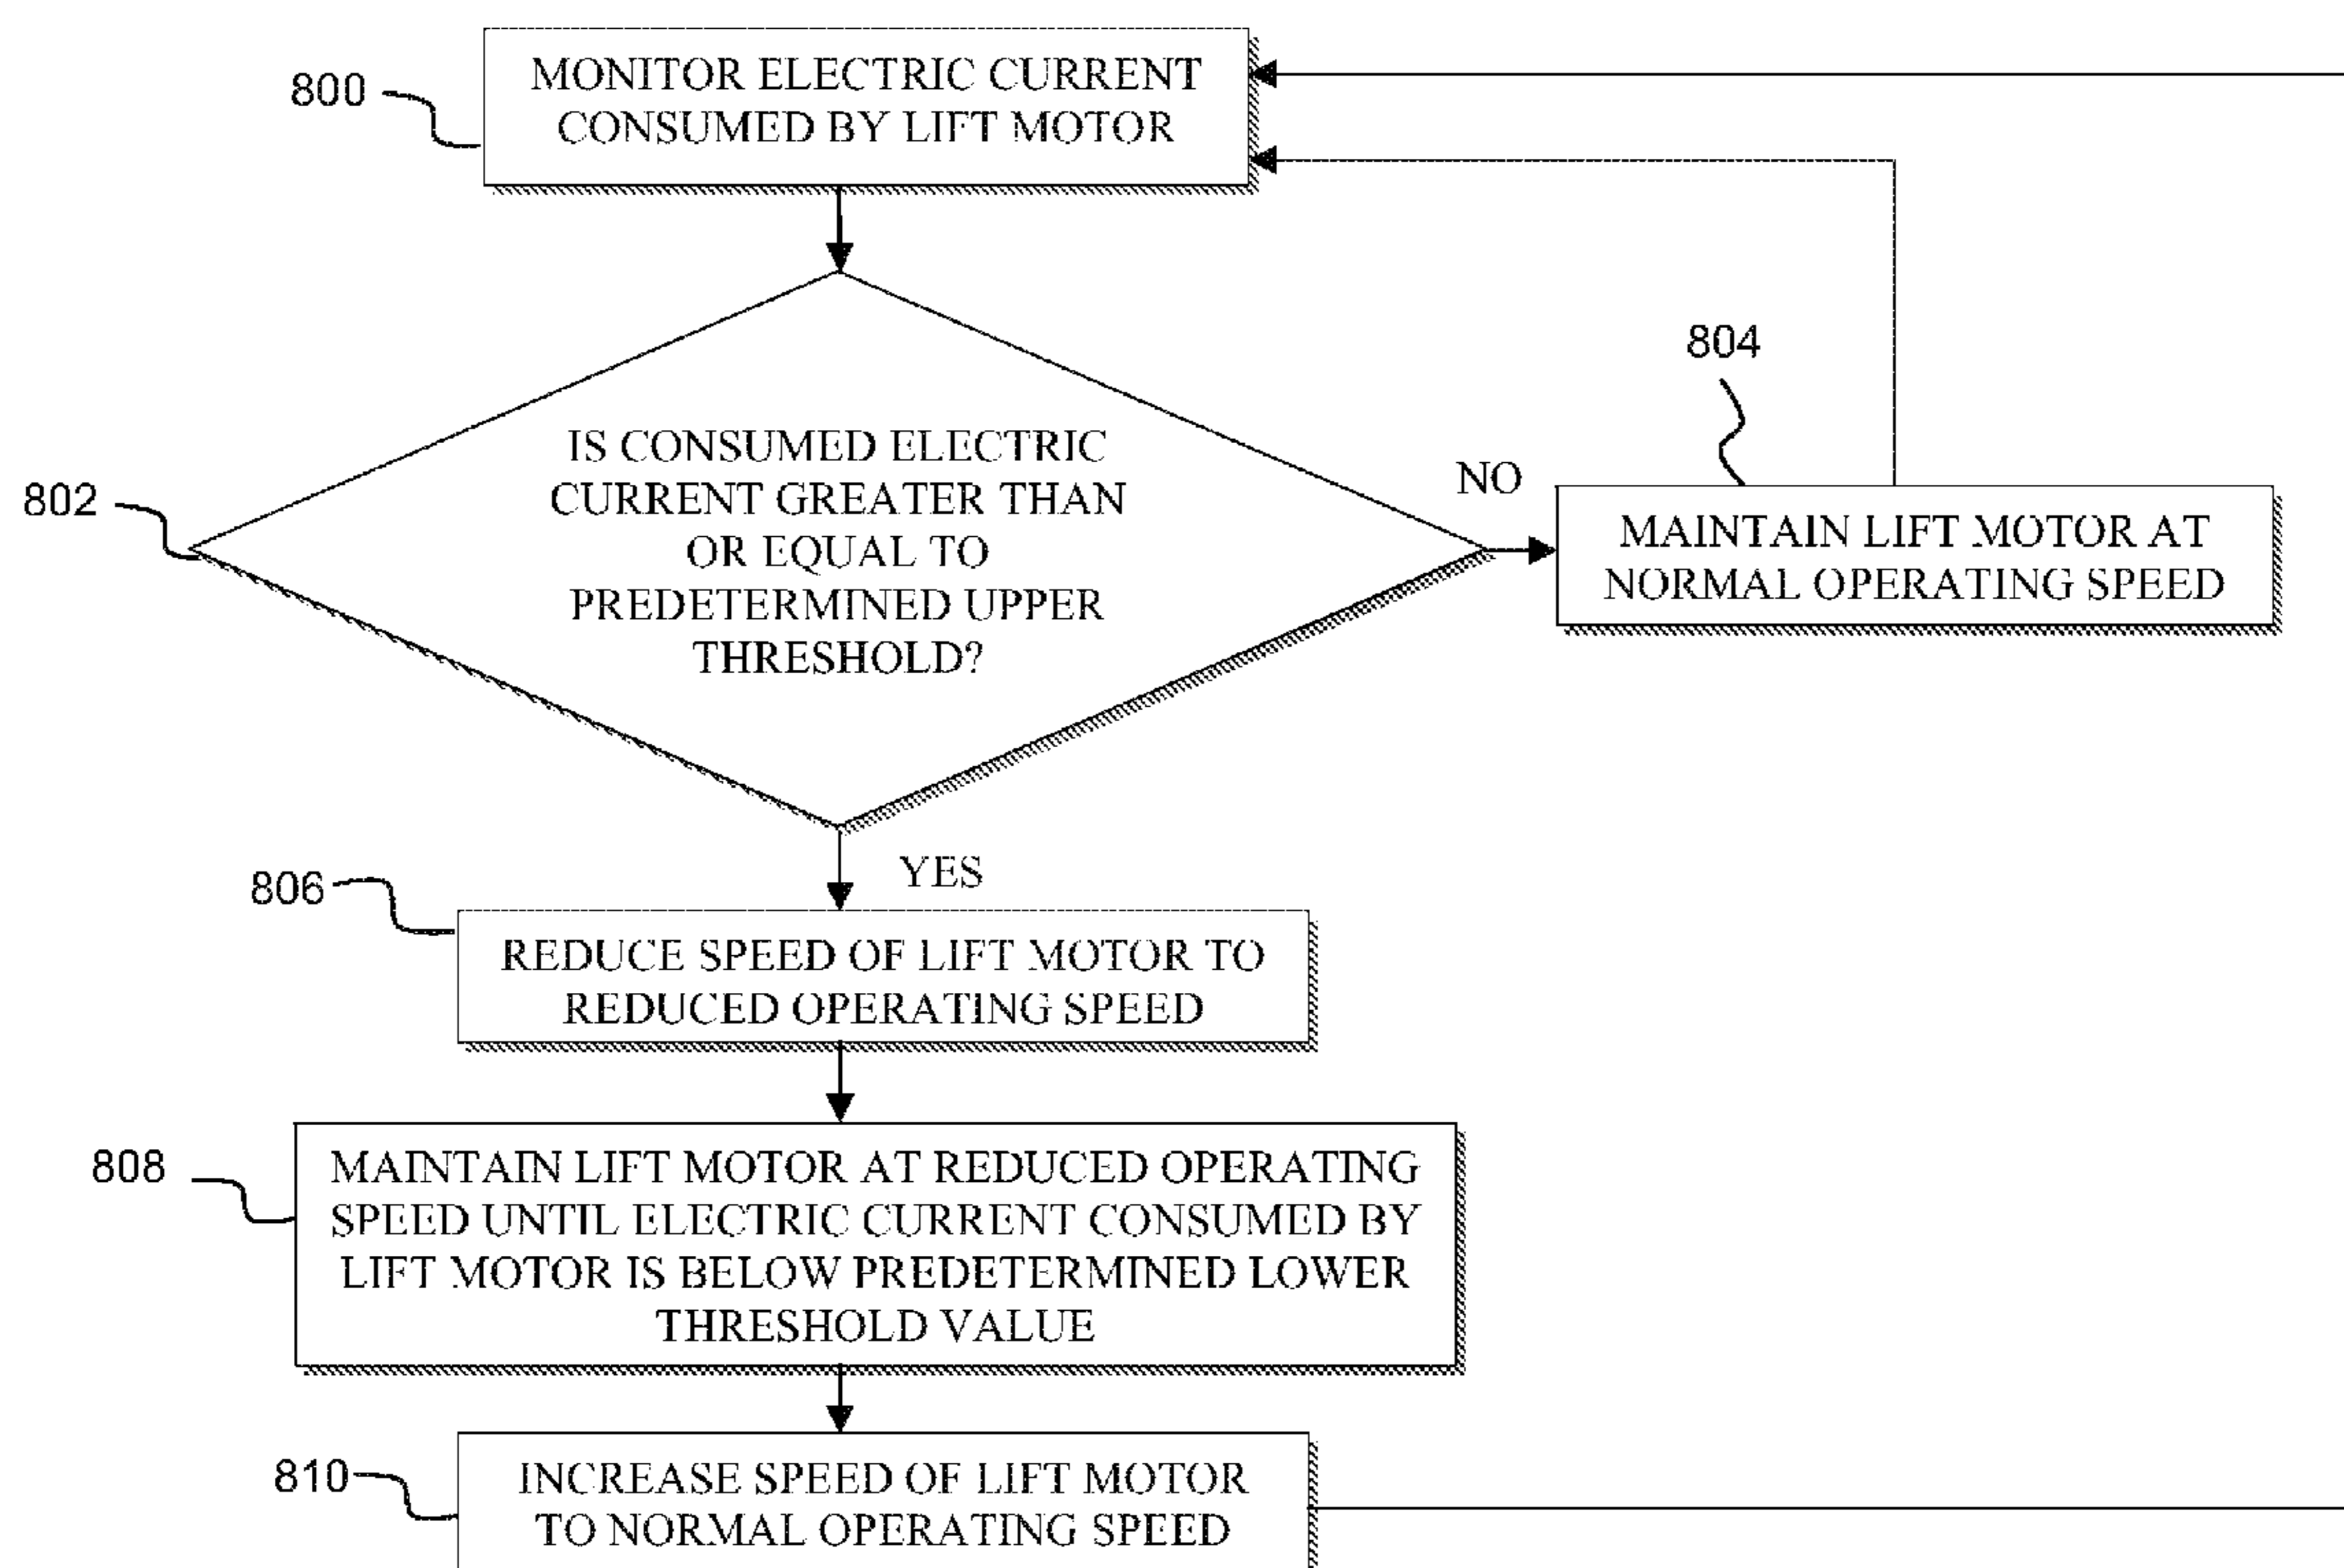 800
MONITOR ELECTRIC CURRENT
CONSUMED BY LIFT MOTOR
802
IS CONSUMED ELECTRIC
CURRENT GREATER THAN
OR EQUAL TO
PREDETERMINED UPPER
THRESHOLD?
NO
804
MAINTAIN LIFT MOTOR AT
NORMAL OPERATING SPEED
YES
806
REDUCE SPEED OF LIFT MOTOR TO
REDUCED OPERATING SPEED
808
MAINTAIN LIFT MOTOR AT REDUCED OPERATING
SPEED UNTIL ELECTRIC CURRENT CONSUMED BY
LIFT MOTOR IS BELOW PREDETERMINED LOWER
THRESHOLD VALUE
810
INCREASE SPEED OF LIFT MOTOR
TO NORMAL OPERATING SPEED